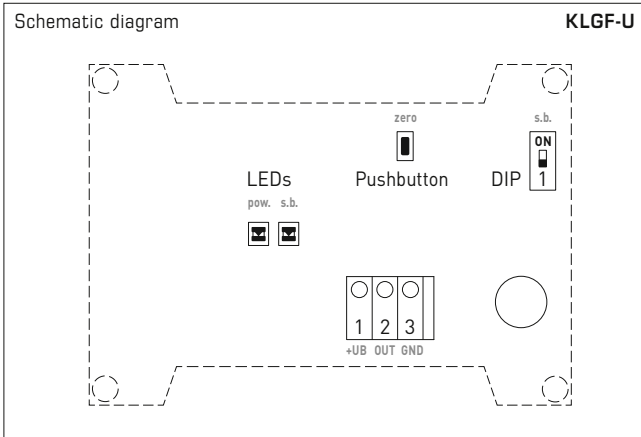 Schematic diagram KLGF-U
zero s.b.
ON
LEDs Pushbutton DIP 1
pow. s.b.
1 2 3
+UB OUT GND